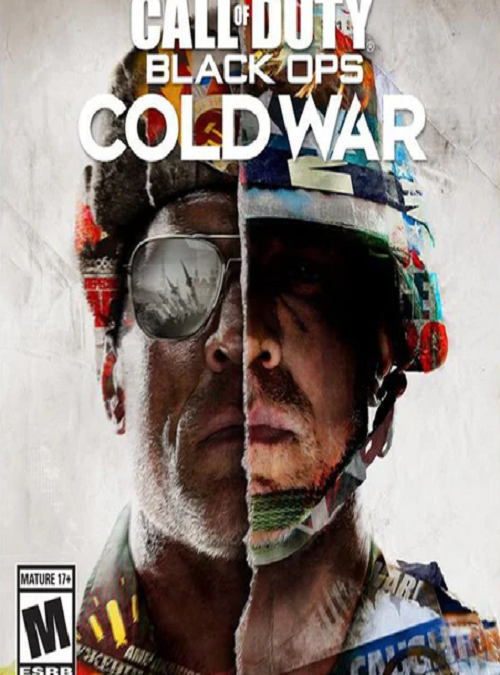 CALL OF DUTY®
BLACK OPS
COLD WAR
MATURE 17+
M
ESRB